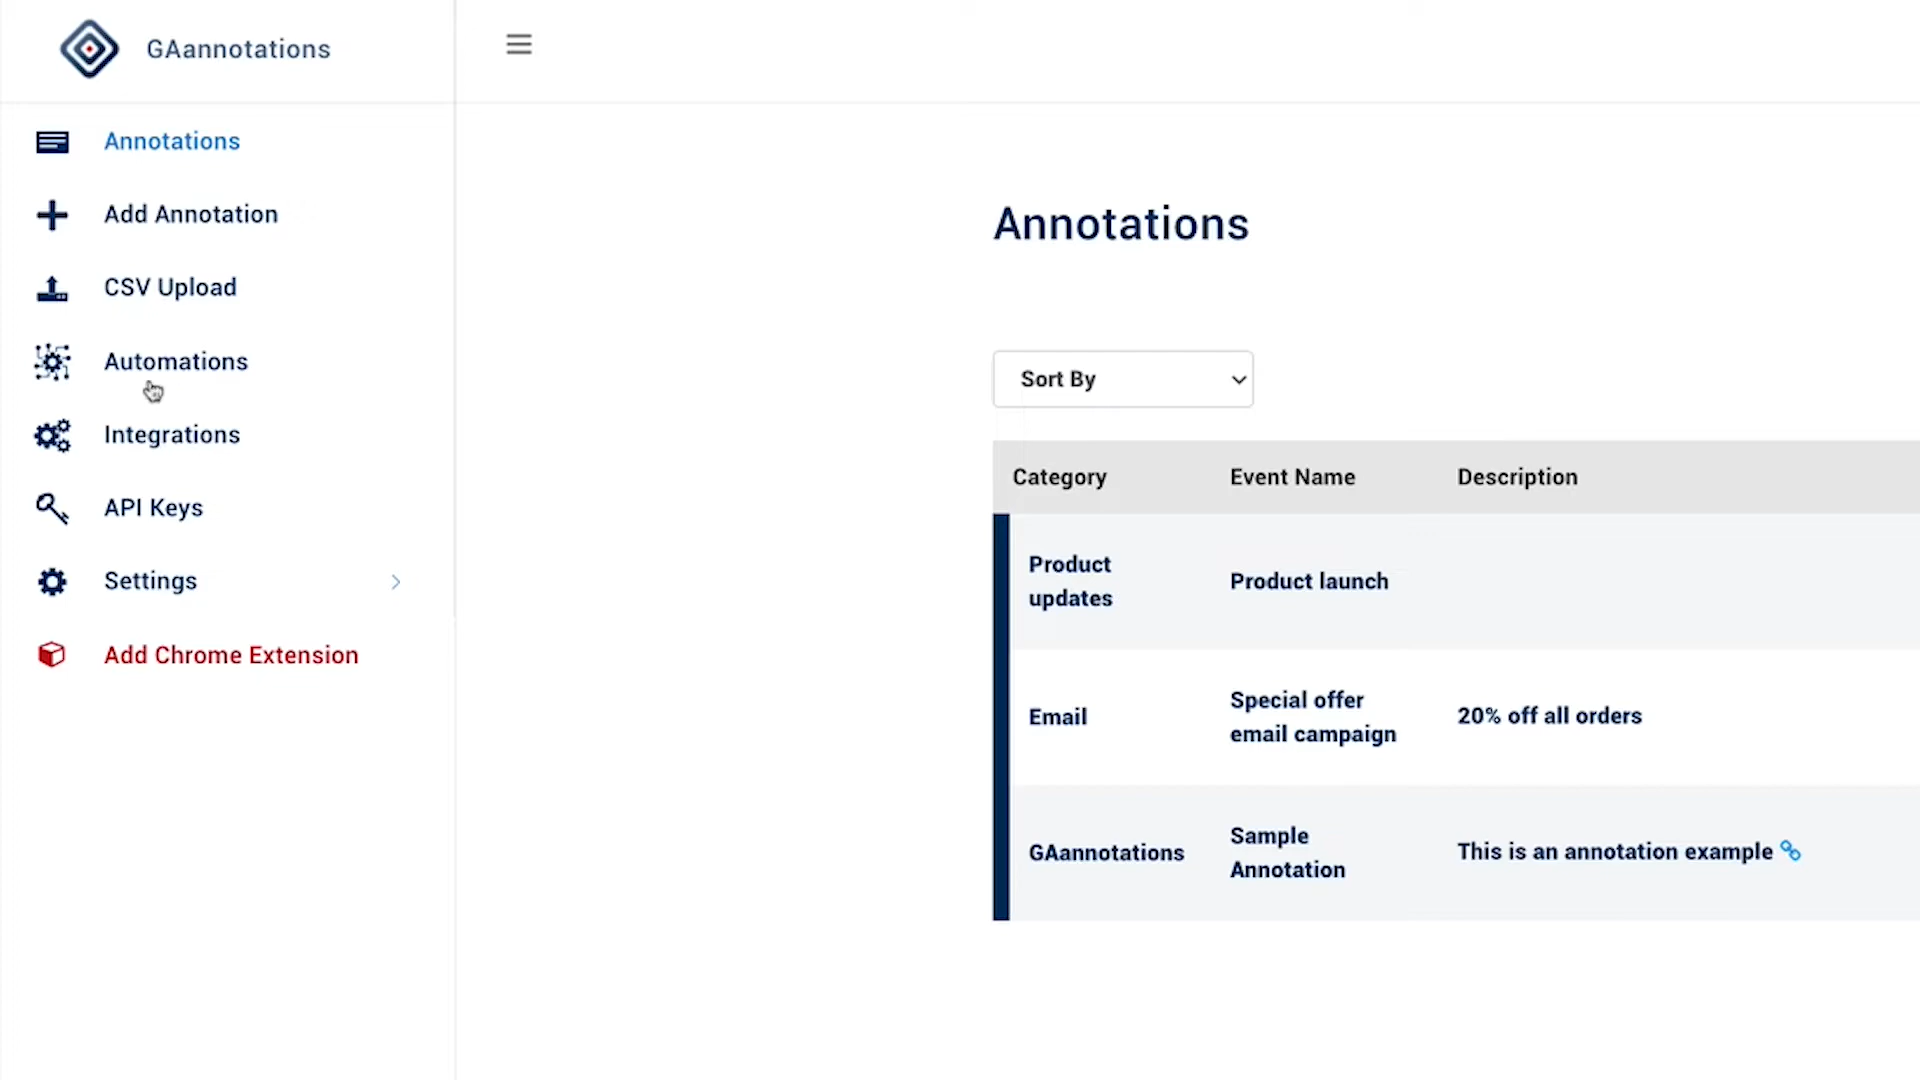 GAannotations
Annotations
Add Annotation
CSV Upload
Automations
Integrations
API Keys
Settings
Add Chrome Extension
Annotations
Sort By
Category Event Name Description
Product
updates
Product launch
Email
Special offer
email campaign
20% off all orders
GAannotations
Sample
Annotation
This is an annotation example